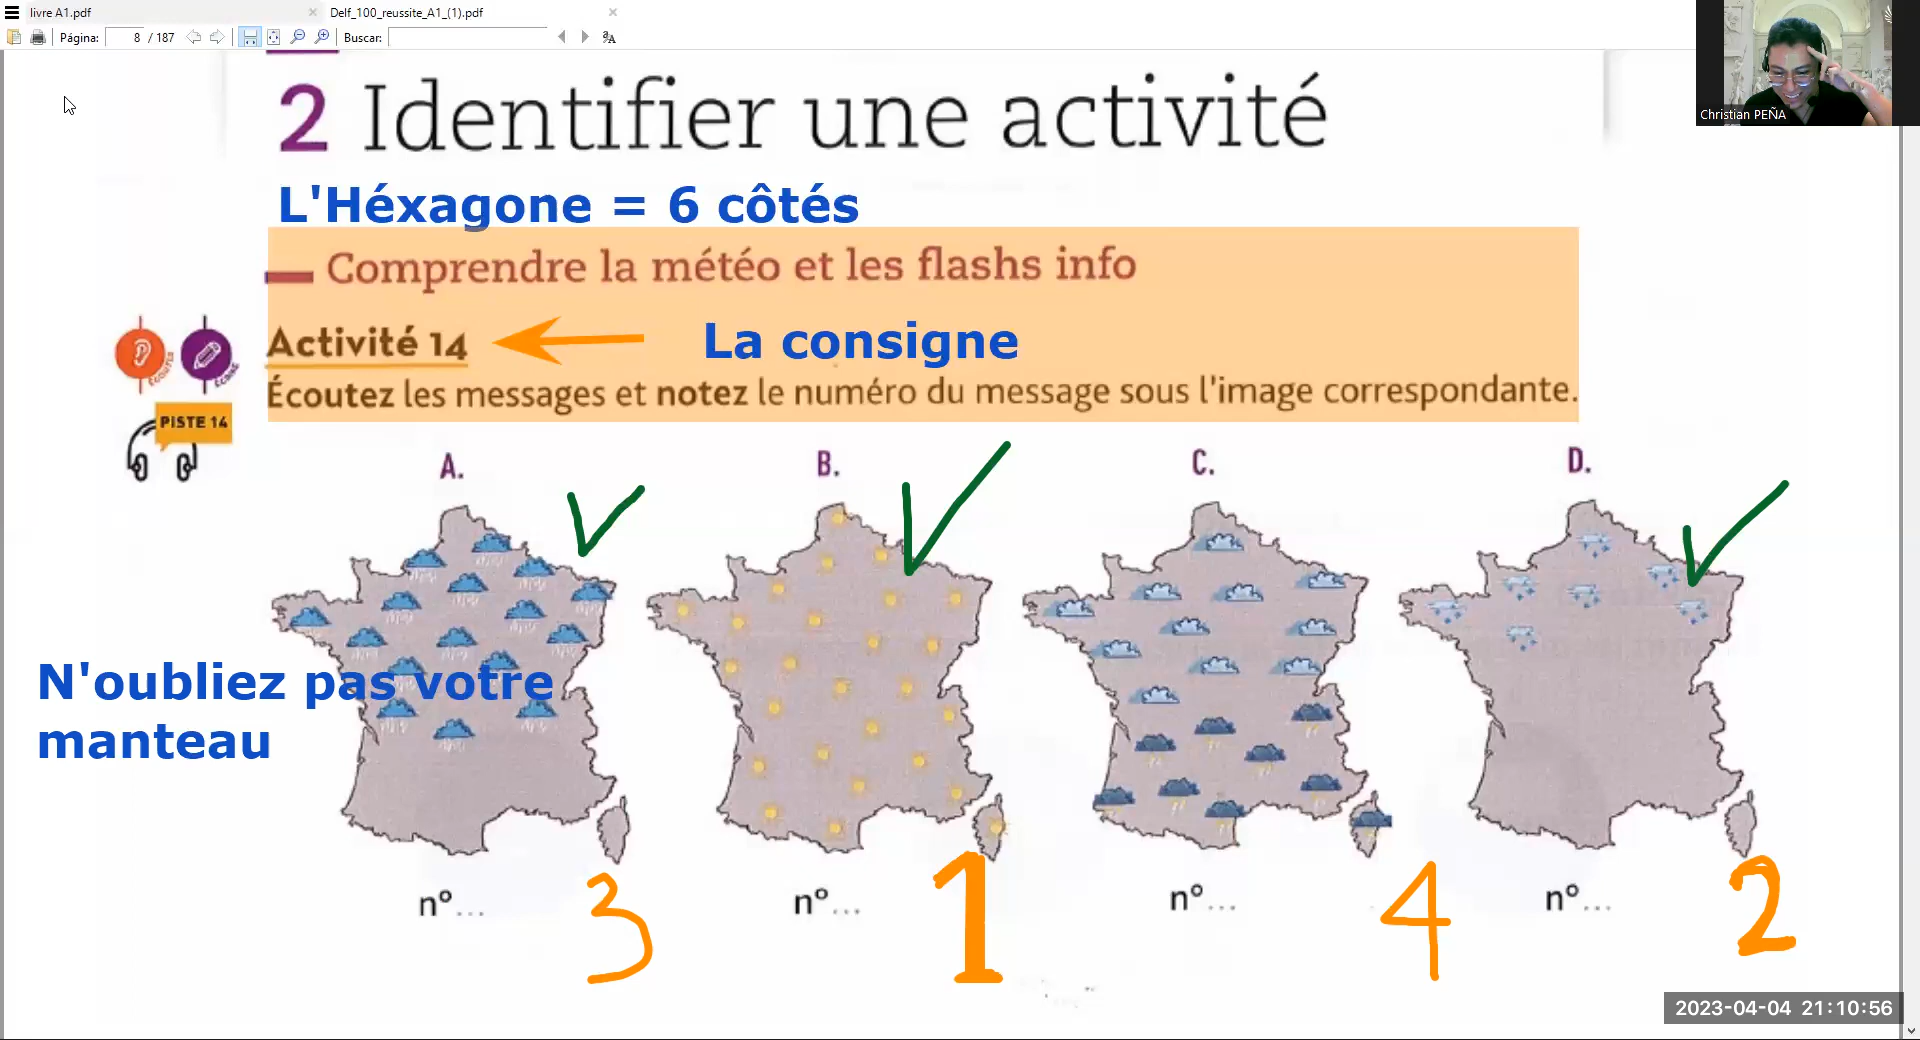 livre A1.pdf
Delf_100_reussite_A1_(1).pdf
Página: 8 / 187 Buscar:
Christian PEÑA
2 Identifier une activité
L'Héxagone = 6 côtés
Comprendre la météo et les flashs info
Activité 14
La consigne
Écoutez les messages et notez le numéro du message sous l'image correspondante.
ÉCOUTER
ÉCRIRE
PISTE 14
A. B. C. D.
N'oubliez pas votre
manteau
n°... 3 n°... 1 n°... 4 n°... 2
2023-04-04 21:10:56